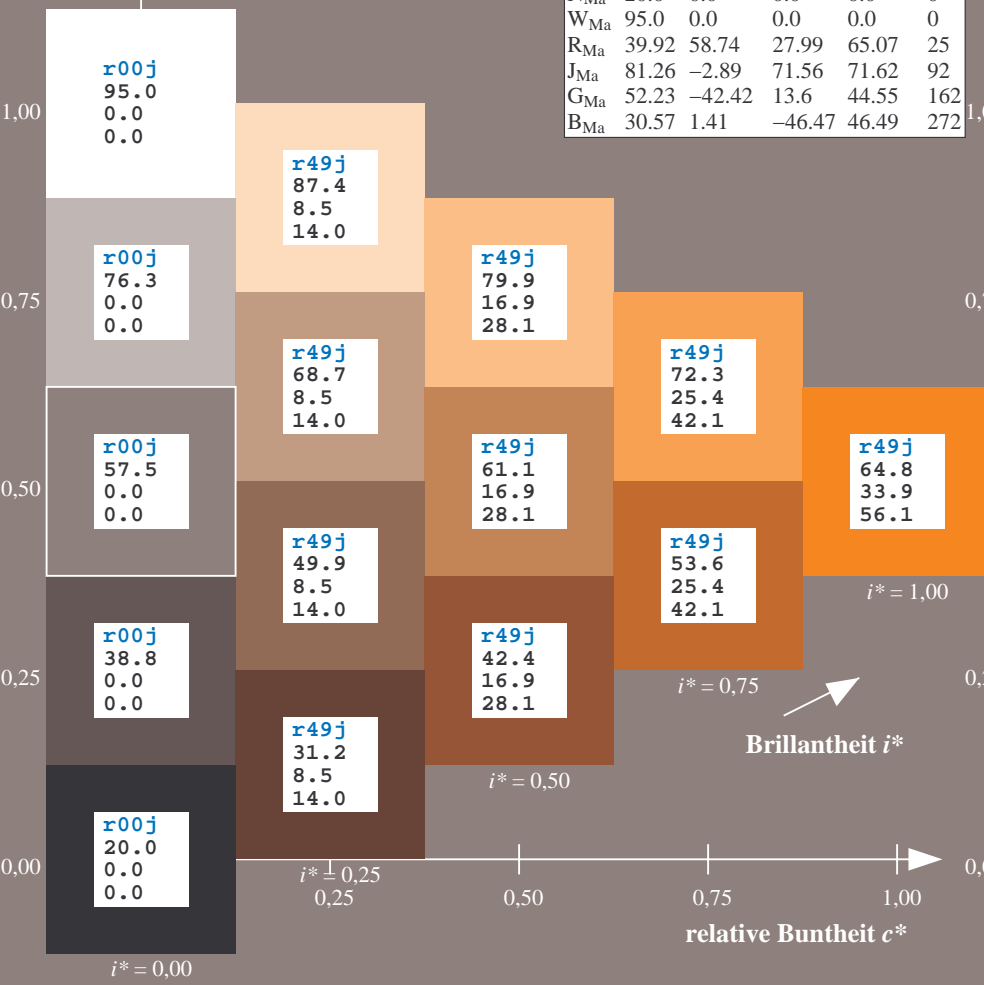 W_Ma 95.0 0.0 0.0 0.0 0
R_Ma 39.92 58.74 27.99 65.07 25
J_Ma 81.26 −2.89 71.56 71.62 92
G_Ma 52.23 −42.42 13.6 44.55 162
B_Ma 30.57 1.41 −46.47 46.49 272
1,00
r00j
95.0
0.0
0.0
r49j
87.4
8.5
14.0
0,75
r00j
76.3
0.0
0.0
r49j
79.9
16.9
28.1
r49j
68.7
8.5
14.0
r49j
72.3
25.4
42.1
0,50
r00j
57.5
0.0
0.0
r49j
61.1
16.9
28.1
r49j
64.8
33.9
56.1
i* = 1,00
r49j
49.9
8.5
14.0
r49j
53.6
25.4
42.1
i* = 0,75
0,25
r00j
38.8
0.0
0.0
r49j
42.4
16.9
28.1
i* = 0,50
Brillantheit i*
r49j
31.2
8.5
14.0
i* = 0,25
0,00
r00j
20.0
0.0
0.0
i* = 0,00
0,25 0,50 0,75 1,00
relative Buntheit c*